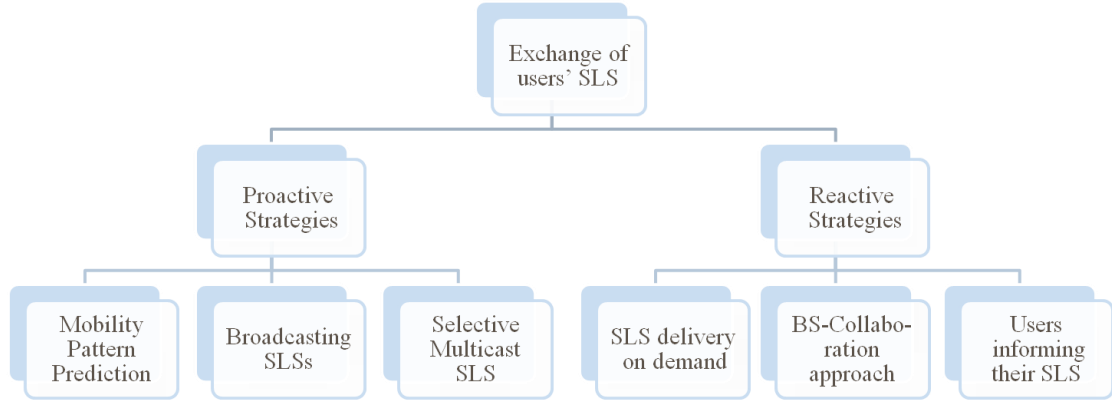 Exchange of
users’ SLS
Proactive
Strategies
Reactive
Strategies
Mobility
Pattern
Prediction
Broadcasting
SLSs
Selective
Multicast
SLS
SLS delivery
on demand
BS-Collabo-
ration
approach
Users
informing
their SLS